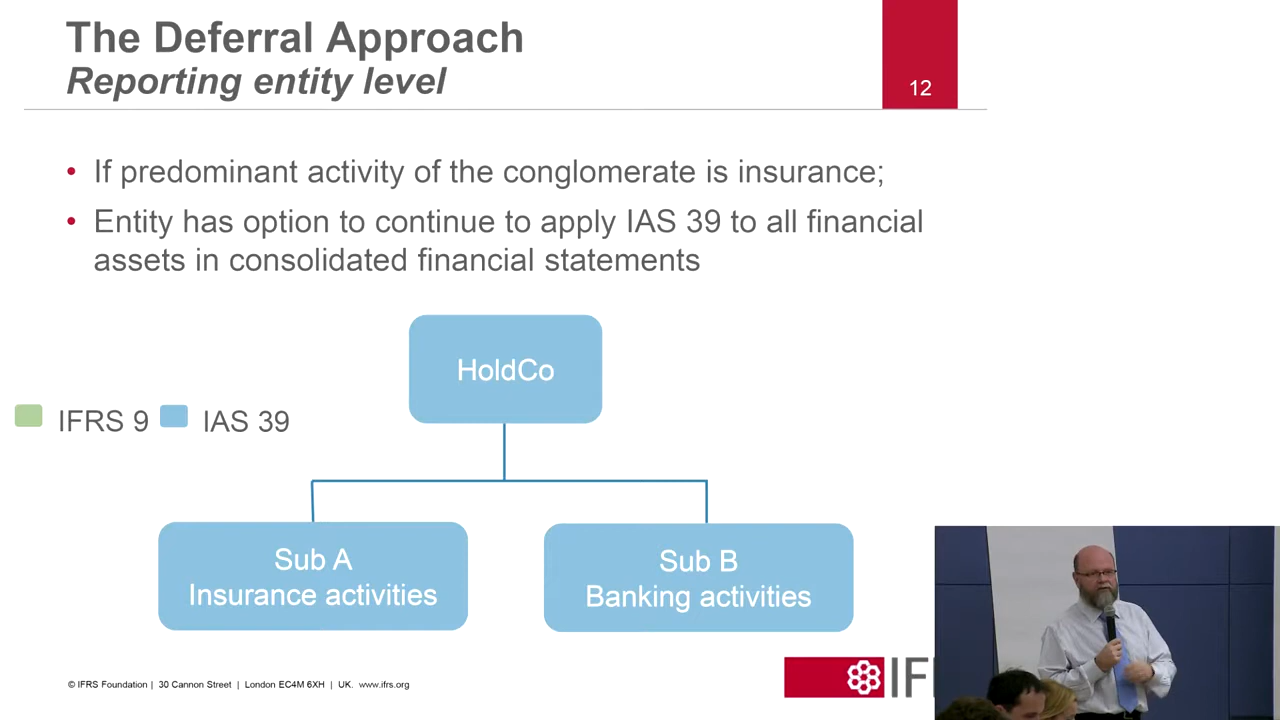 The Deferral Approach
Reporting entity level
12
• If predominant activity of the conglomerate is insurance;
• Entity has option to continue to apply IAS 39 to all financial
assets in consolidated financial statements
HoldCo
IFRS 9 IAS 39
Sub A
Insurance activities
Sub B
Banking activities
© IFRS Foundation | 30 Cannon Street | London EC4M 6XH | UK. www.ifrs.org